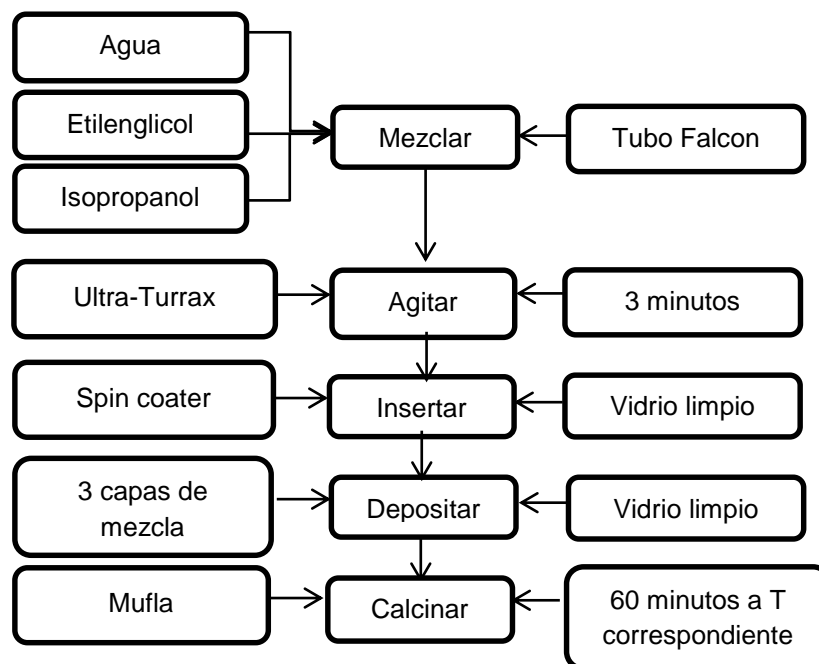 Agua
Etilenglicol
Isopropanol
Mezclar
Tubo Falcon
Ultra-Turrax
Agitar
3 minutos
Spin coater
Insertar
Vidrio limpio
3 capas de
mezcla
Depositar
Vidrio limpio
Mufla
Calcinar
60 minutos a T
correspondiente